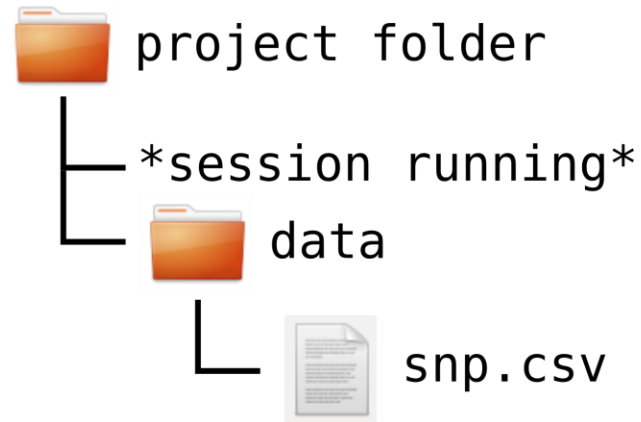 project folder
*session running*
data
snp.csv